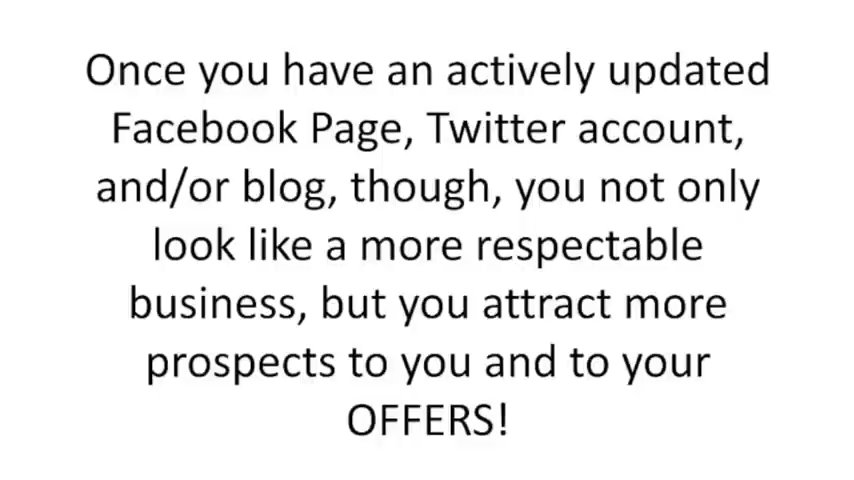 Once you have an actively updated
Facebook Page, Twitter account,
and/or blog, though, you not only
look like a more respectable
business, but you attract more
prospects to you and to your
OFFERS!